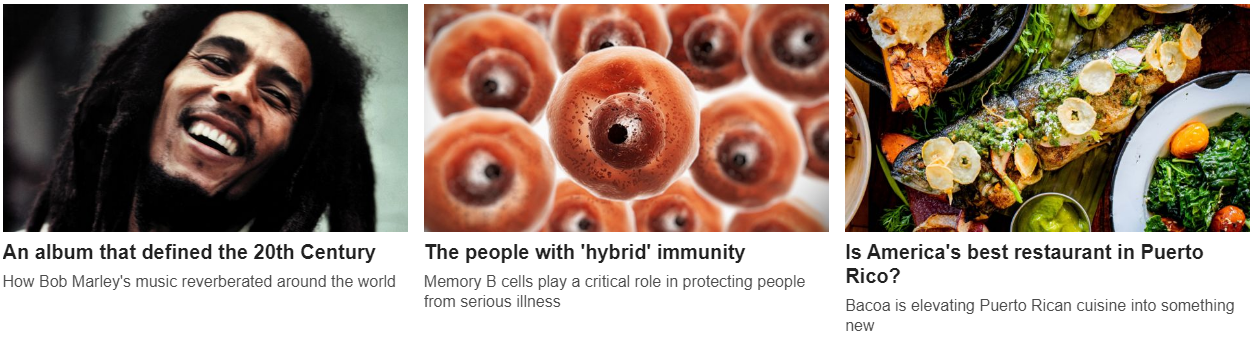 An album that defined the 20th Century
How Bob Marley's music reverberated around the world
The people with 'hybrid' immunity
Memory B cells play a critical role in protecting people
from serious illness
Is America's best restaurant in Puerto
Rico?
Bacoa is elevating Puerto Rican cuisine into something
new